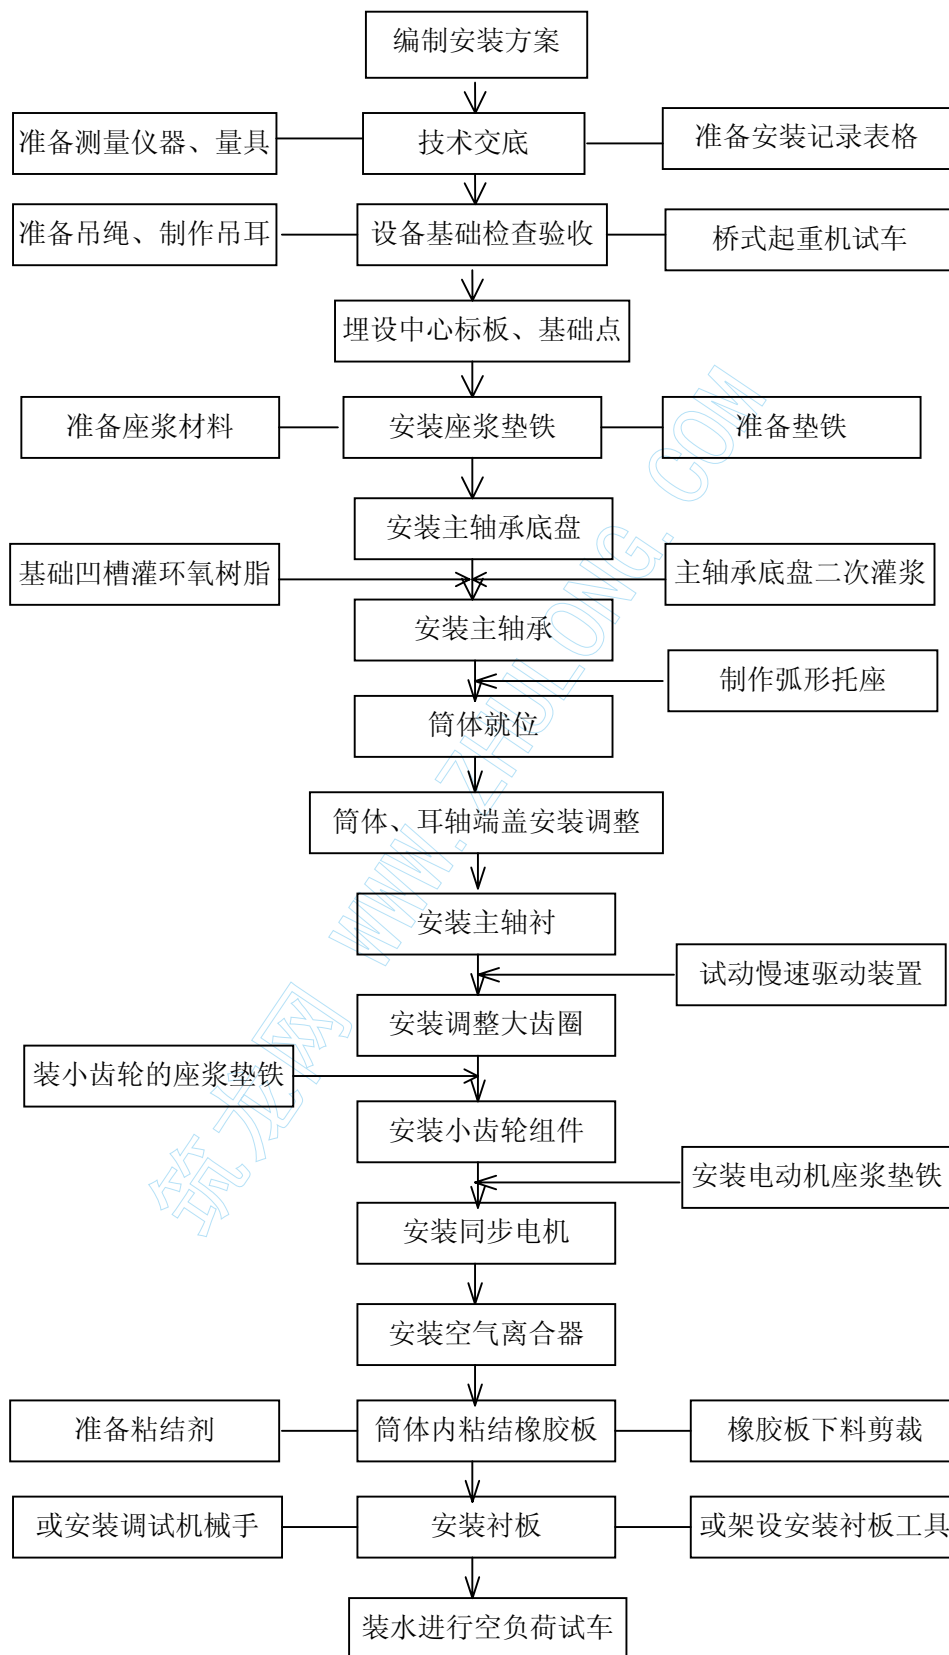 编制安装方案
准备测量仪器、量具
技术交底
准备安装记录表格
准备吊绳、制作吊耳
设备基础检查验收
桥式起重机试车
埋设中心标板、基础点
准备座浆材料
安装座浆垫铁
准备垫铁
安装主轴承底盘
基础凹槽灌环氧树脂
主轴承底盘二次灌浆
安装主轴承
制作弧形托座
筒体就位
筒体、耳轴端盖安装调整
安装主轴衬
试动慢速驱动装置
安装调整大齿圈
装小齿轮的座浆垫铁
安装小齿轮组件
安装电动机座浆垫铁
安装同步电机
安装空气离合器
准备粘结剂
筒体内粘结橡胶板
橡胶板下料剪裁
或安装调试机械手
安装衬板
或架设安装衬板工具
装水进行空负荷试车
筑龙网 WWW.ZHULONG.COM